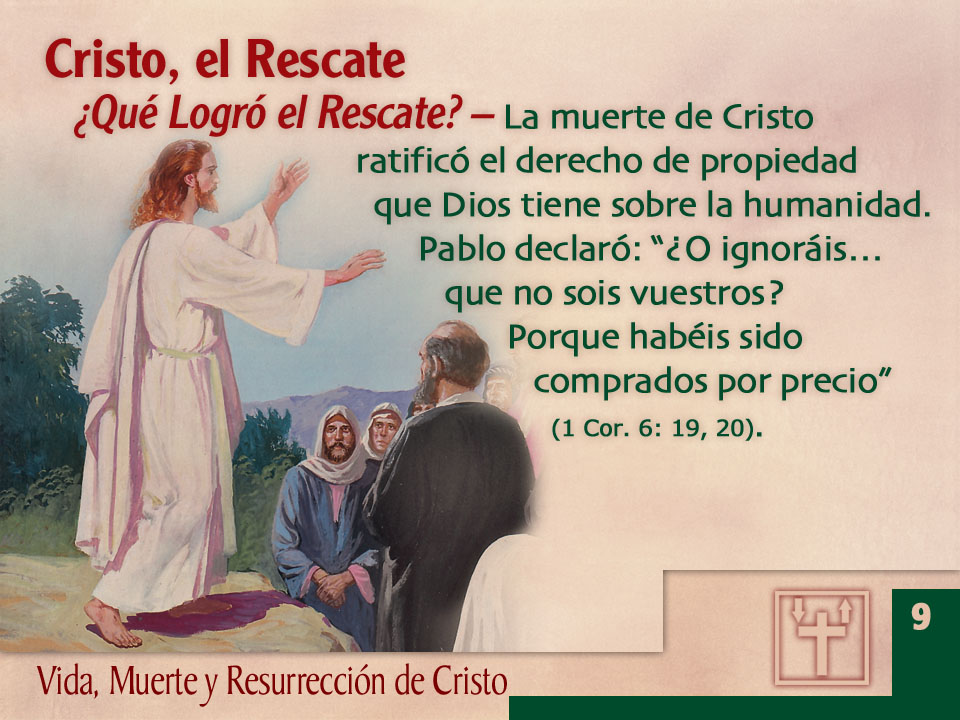 Cristo, el Rescate
¿Qué Logró el Rescate? – La muerte de Cristo
ratificó el derecho de propiedad
que Dios tiene sobre la humanidad.
Pablo declaró: “¿O ignoráis...
que no sois vuestros?
Porque habéis sido
comprados por precio”
(1 Cor. 6: 19, 20).
9
Vida, Muerte y Resurrección de Cristo